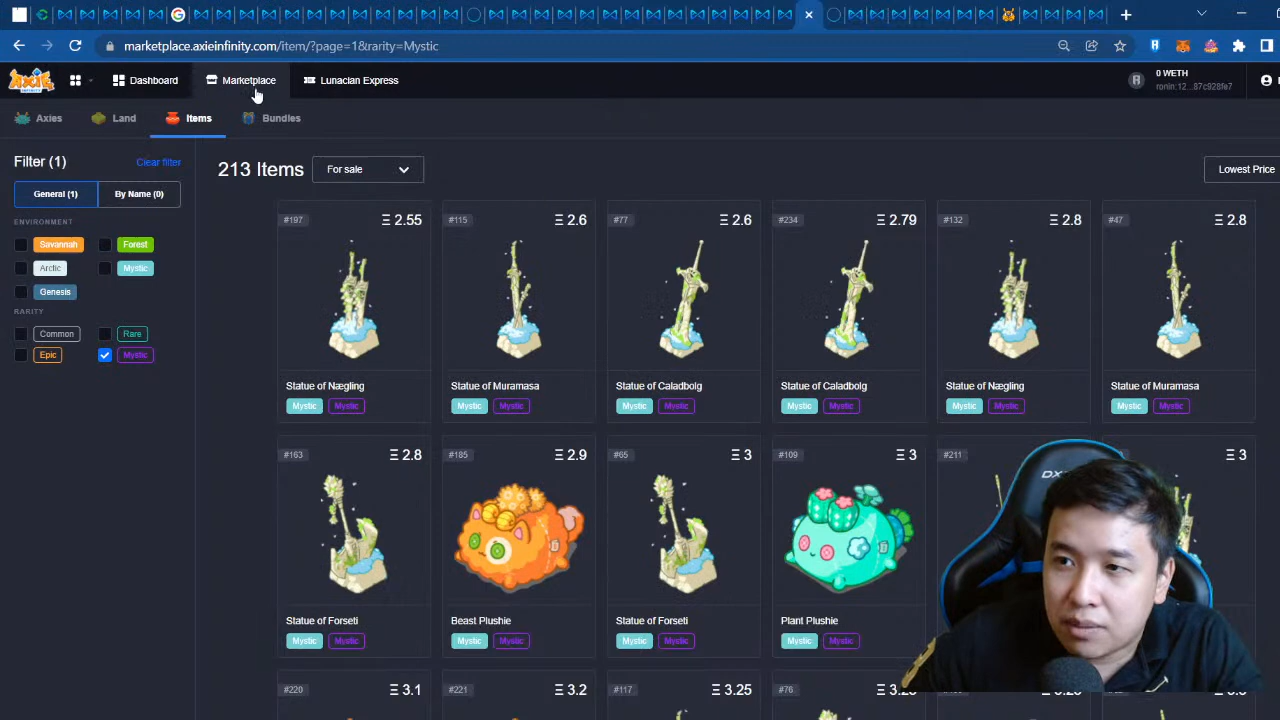 marketplace.axieinfinity.com/item/?page=1&rarity=Mystic
AXIE
INFINITY
Dashboard
Marketplace
Lunacian Express
0 WETH
ronin:12...87c928fe7
Axies
Land
Items
Bundles
Filter (1)
Clear filter
General (1)
By Name (0)
ENVIRONMENT
Savannah
Forest
Arctic
Mystic
Genesis
RARITY
Common
Rare
Epic
Mystic
213 Items
For sale
Lowest Price
#197 Ξ 2.55
Statue of Nægling
Mystic Mystic
#115 Ξ 2.6
Statue of Muramasa
Mystic Mystic
#77 Ξ 2.6
Statue of Caladbolg
Mystic Mystic
#234 Ξ 2.79
Statue of Caladbolg
Mystic Mystic
#132 Ξ 2.8
Statue of Nægling
Mystic Mystic
#47 Ξ 2.8
Statue of Muramasa
Mystic Mystic
#163 Ξ 2.8
Statue of Forseti
Mystic Mystic
#185 Ξ 2.9
Beast Plushie
Mystic Mystic
#65 Ξ 3
Statue of Forseti
Mystic Mystic
#109 Ξ 3
Plant Plushie
Mystic Mystic
#211
Ξ 3
DX
#220 Ξ 3.1
#221 Ξ 3.2
#117 Ξ 3.25
#76